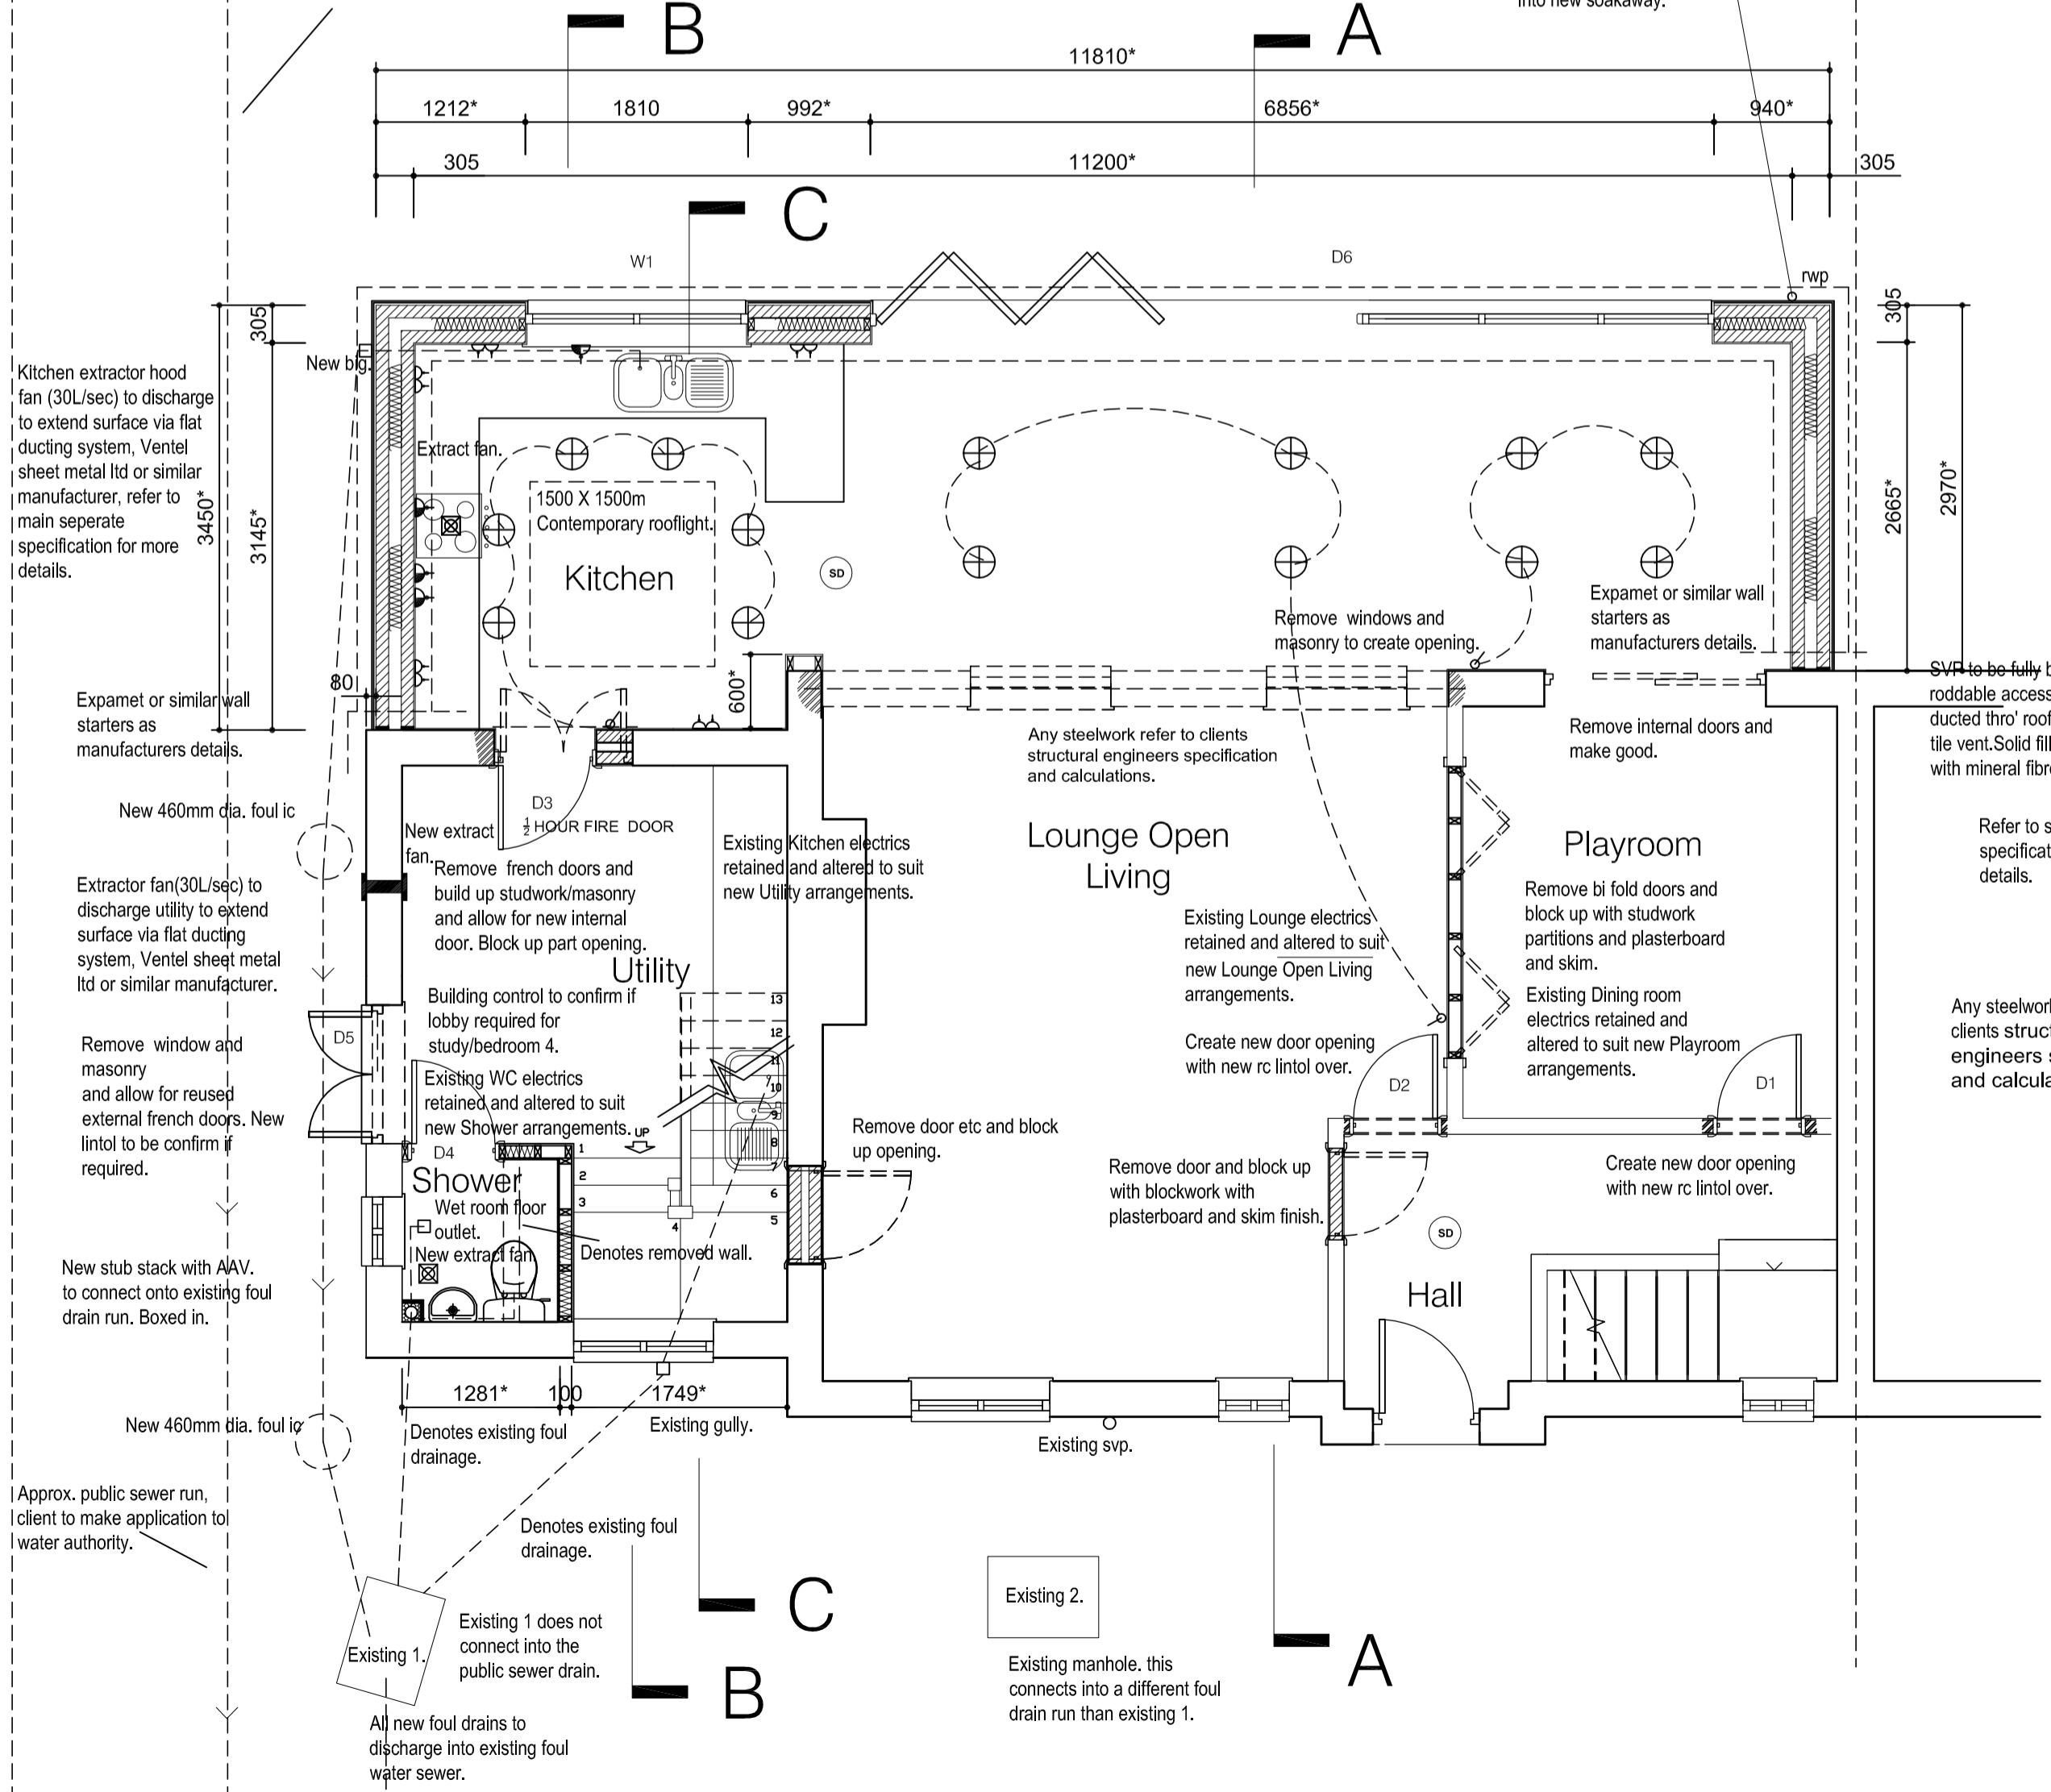 into new soakaway.
B
A
11810*
1212*
1810
992*
6856*
940*
305
11200*
305
C
W1
D6
rwp
305
305
New big.
Kitchen extractor hood
fan (30L/sec) to discharge
to extend surface via flat
ducting system, Ventel
sheet metal ltd or similar
manufacturer, refer to
main seperate
specification for more
details.
3450*
3145*
Extract fan.
1500 X 1500m
Contemporary rooflight.
Kitchen
SD
2665*
2970*
Remove windows and
masonry to create opening.
Expamet or similar wall
starters as
manufacturers details.
80
600*
Expamet or similar wall
starters as
manufacturers details.
Any steelwork refer to clients
structural engineers specification
and calculations.
Remove internal doors and
make good.
SVP to be fully
roddable access
ducted thro' roof
tile vent.Solid fill
with mineral fibre
New 460mm dia. foul ic
D3
½ HOUR FIRE DOOR
New extract
fan.
Remove french doors and
build up studwork/masonry
and allow for new internal
door. Block up part opening.
Existing Kitchen electrics
retained and altered to suit
new Utility arrangements.
Lounge Open
Living
Playroom
Refer to
specificat
details.
Extractor fan(30L/sec) to
discharge utility to extend
surface via flat ducting
system, Ventel sheet metal
ltd or similar manufacturer.
Utility
Existing Lounge electrics
retained and altered to suit
new Lounge Open Living
arrangements.
Remove bi fold doors and
block up with studwork
partitions and plasterboard
and skim.
Existing Dining room
electrics retained and
altered to suit new Playroom
arrangements.
Building control to confirm if
lobby required for
study/bedroom 4.
13
12
11
10
9
8
7
6
5
Any steelwork
clients struct
engineers
and calcula
D5
Remove window and
masonry
and allow for reused
external french doors. New
lintol to be confirm if
required.
Existing WC electrics
retained and altered to suit
new Shower arrangements.
UP
Create new door opening
with new rc lintol over.
D2
D1
D4
1
2
3
4
Remove door etc and block
up opening.
Shower
Wet room floor
outlet.
New extract fan
Denotes removed wall.
Remove door and block up
with blockwork with
plasterboard and skim finish.
Create new door opening
with new rc lintol over.
SD
Hall
New stub stack with AAV.
to connect onto existing foul
drain run. Boxed in.
1281*
100
1749*
New 460mm dia. foul ic
Denotes existing foul
drainage.
Existing gully.
Existing svp.
Approx. public sewer run,
client to make application to
water authority.
Denotes existing foul
drainage.
C
Existing 2.
Existing 1.
Existing 1 does not
connect into the
public sewer drain.
A
B
Existing manhole. this
connects into a different foul
drain run than existing 1.
All new foul drains to
discharge into existing foul
water sewer.